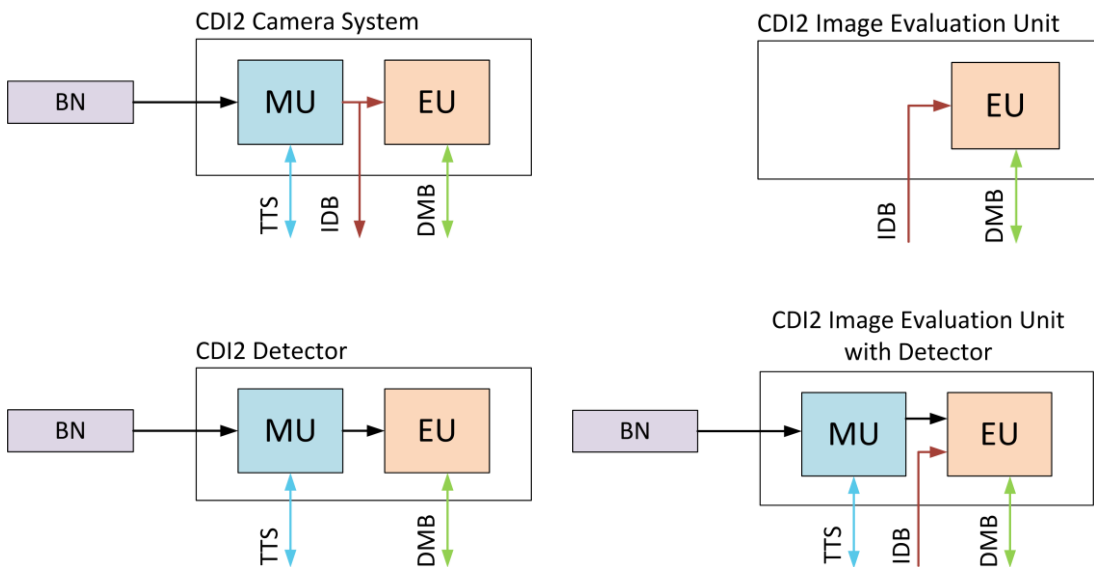 CDI2 Camera System
BN
MU
EU
TTS
IDB
DMB
CDI2 Image Evaluation Unit
EU
IDB
DMB
CDI2 Detector
BN
MU
EU
TTS
DMB
CDI2 Image Evaluation Unit
with Detector
BN
MU
EU
TTS
IDB
DMB